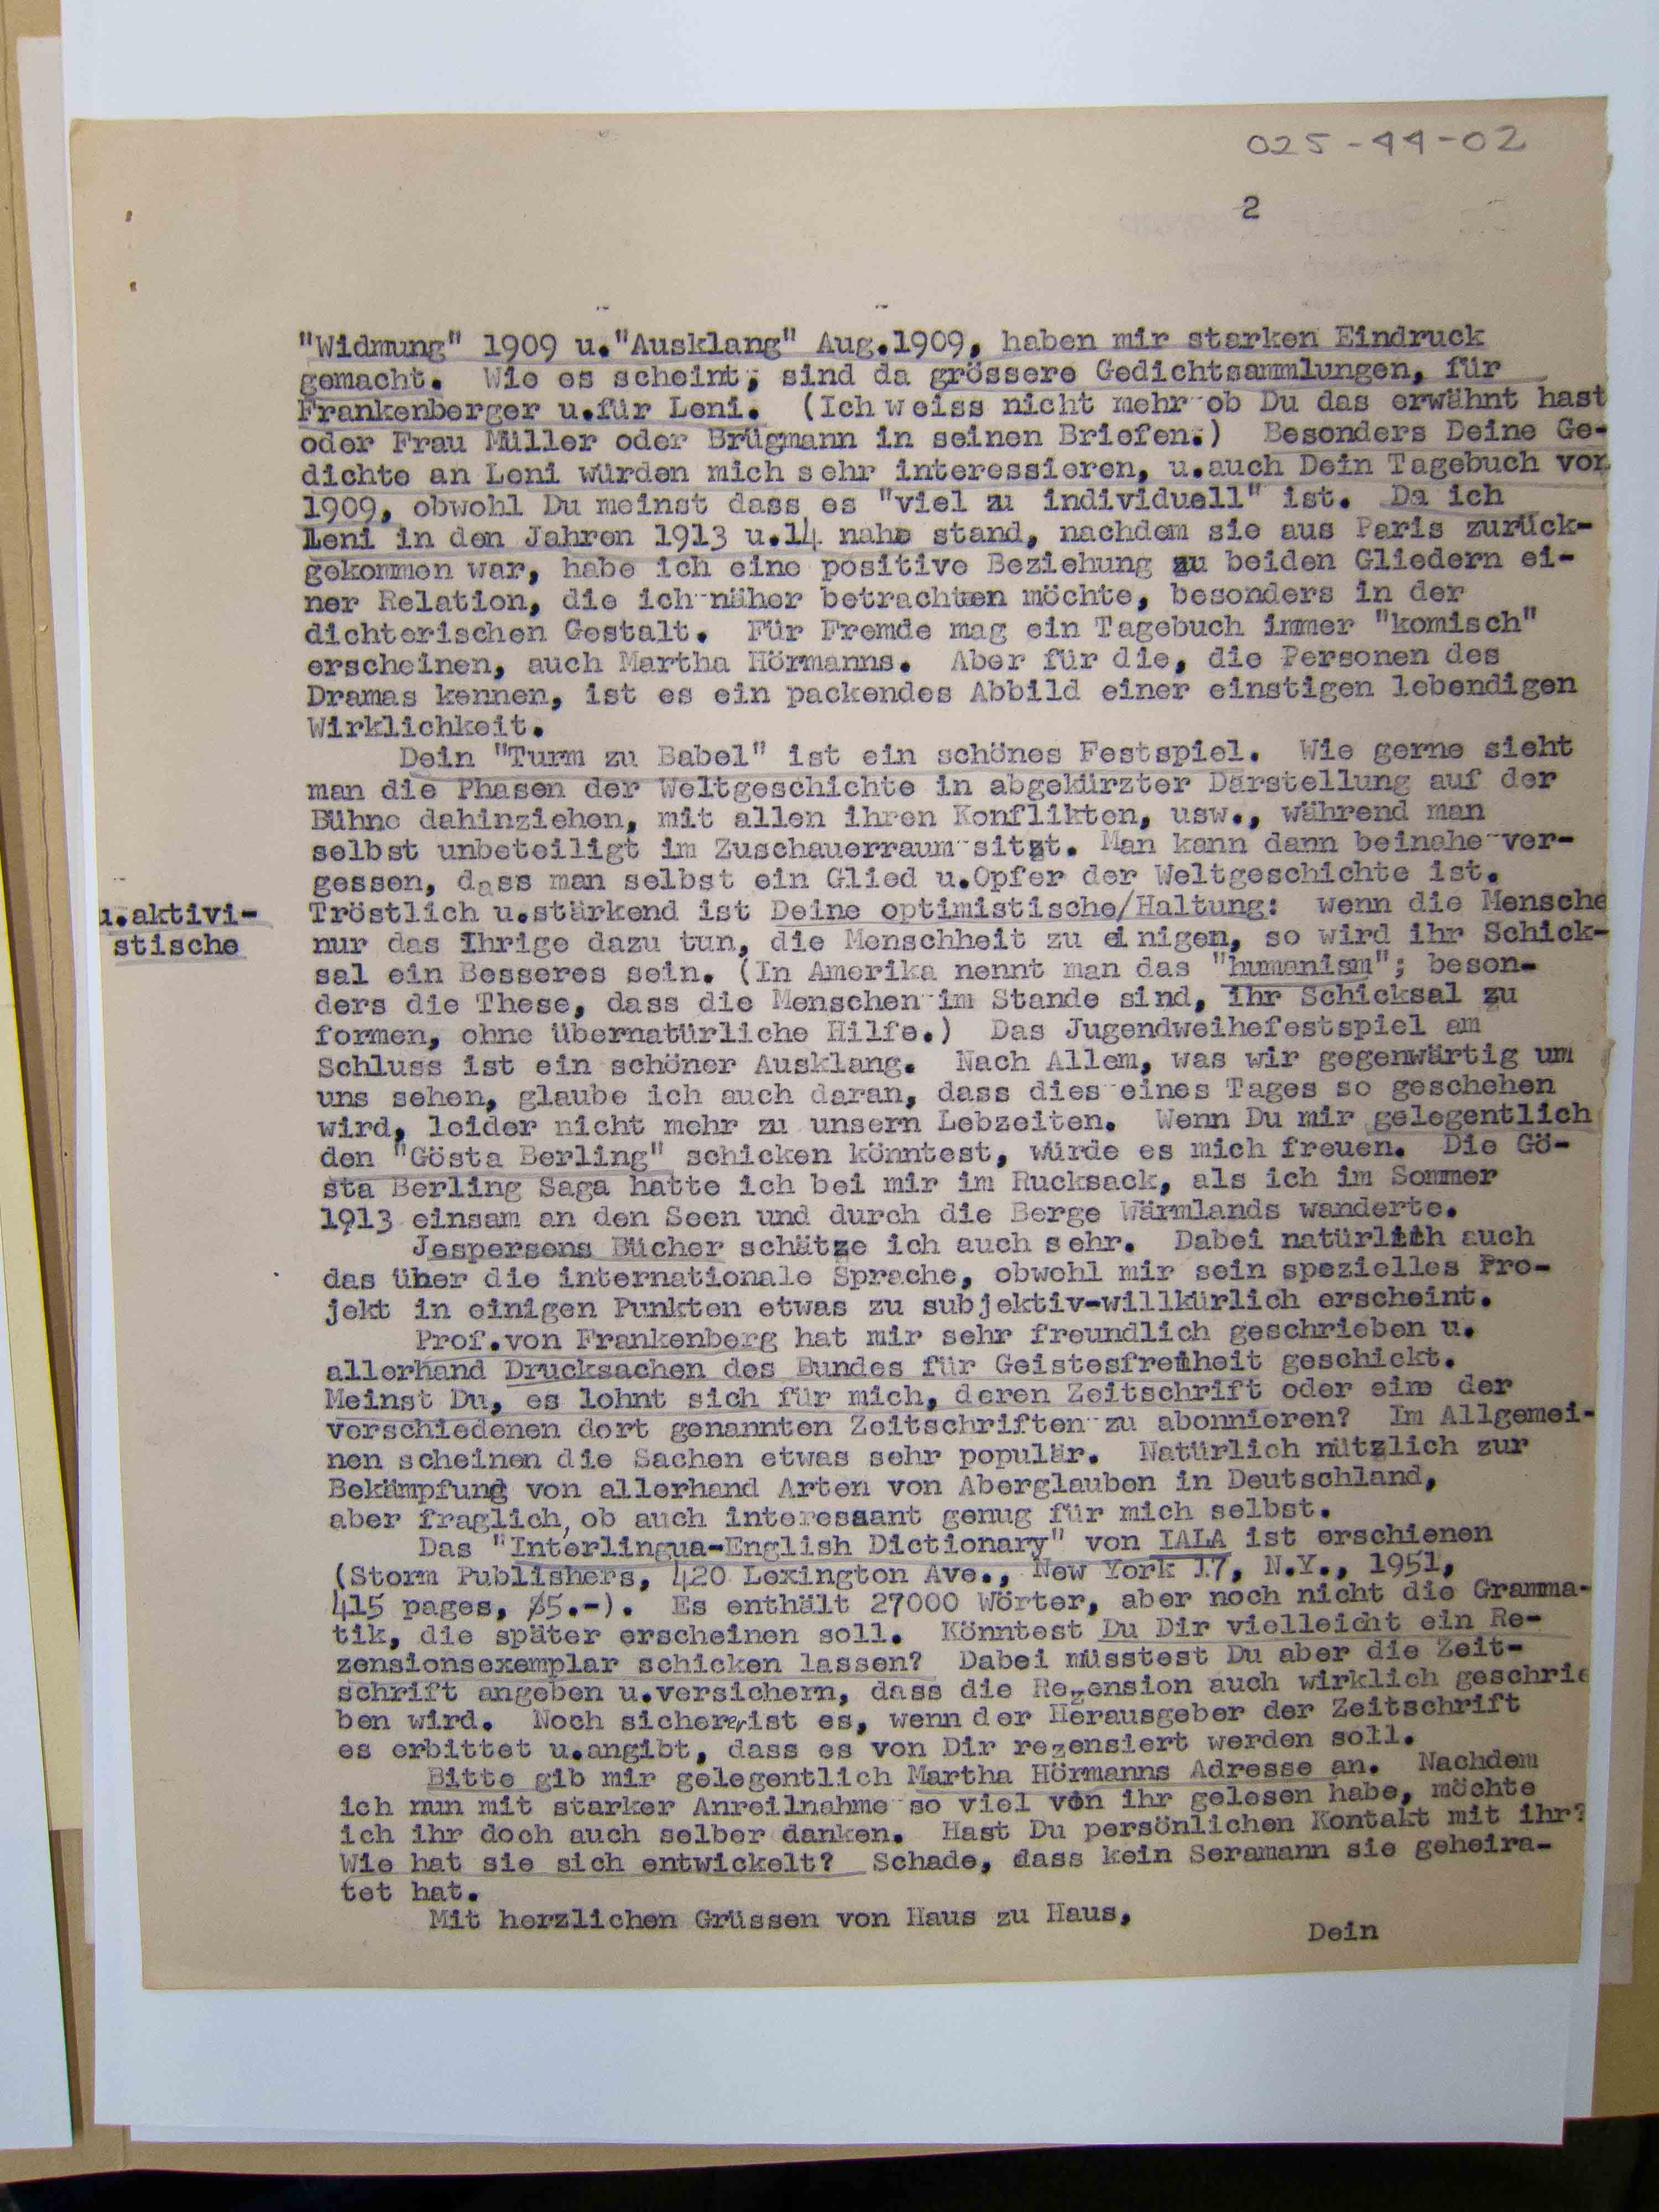 025-44-02
2
"Widmung" 1909 u."Ausklang" Aug.1909, haben mir starken Eindruck
gemacht. Wie es scheint, sind da grössere Gedichtsammlungen, für
Frankenberger u.für Leni. (Ich weiss nicht mehr ob Du das erwähnt hast
oder Frau Müller oder Brügmann in seinen Briefen.) Besonders Deine Ge-
dichte an Leni würden mich sehr interessieren, u.auch Dein Tagebuch von
1909, obwohl Du meinst dass es "viel zu individuell" ist. Da ich
Leni in den Jahren 1913 u.14 nahe stand, nachdem sie aus Paris zurück-
gekommen war, habe ich eine positive Beziehung zu beiden Gliedern ei-
ner Relation, die ich näher betrachten möchte, besonders in der
dichterischen Gestalt. Für Fremde mag ein Tagebuch immer "komisch"
erscheinen, auch Martha Hörmanns. Aber für die, die Personen des
Dramas kennen, ist es ein packendes Abbild einer einstigen lebendigen
Wirklichkeit.
Dein "Turm zu Babel" ist ein schönes Festspiel. Wie gerne sieht
man die Phasen der Weltgeschichte in abgekürzter Darstellung auf der
Bühne dahinziehen, mit allen ihren Konflikten, usw., während man
selbst unbeteiligt im Zuschauerraum sitzt. Man kann dann beinahe ver-
gessen, dass man selbst ein Glied u.Opfer der Weltgeschichte ist.
Tröstlich u.stärkend ist Deine optimistische/Haltung: wenn die Mensche
u.aktivi-
stische
nur das Ihrige dazu tun, die Menschheit zu einigen, so wird ihr Schick-
sal ein Besseres sein. (In Amerika nennt man das "humanism"; beson-
ders die These, dass die Menschen im Stande sind, ihr Schicksal zu
formen, ohne übernatürliche Hilfe.) Das Jugendweihefestspiel am
Schluss ist ein schöner Ausklang. Nach Allem, was wir gegenwärtig um
uns sehen, glaube ich auch daran, dass dies eines Tages so geschehen
wird, leider nicht mehr zu unsern Lebzeiten. Wenn Du mir gelegentlich
den "Gösta Berling" schicken könntest, würde es mich freuen. Die Gö-
sta Berling Saga hatte ich bei mir im Rucksack, als ich im Sommer
1913 einsam an den Seen und durch die Berge Wärmlands wanderte.
Jespersens Bücher schätze ich auch sehr. Dabei natürlich auch
das über die internationale Sprache, obwohl mir sein spezielles Pro-
jekt in einigen Punkten etwas zu subjektiv-willkürlich erscheint.
Prof.von Frankenberg hat mir sehr freundlich geschrieben u.
allerhand Drucksachen des Bundes für Geistesfreiheit geschickt.
Meinst Du, es lohnt sich für mich, deren Zeitschrift oder eine der
verschiedenen dort genannten Zeitschriften zu abonnieren? Im Allgemei-
nen scheinen die Sachen etwas sehr populär. Natürlich nützlich zur
Bekämpfung von allerhand Arten von Aberglauben in Deutschland,
aber fraglich, ob auch interessant genug für mich selbst.
Das "Interlingua-English Dictionary" von IALA ist erschienen
(Storm Publishers, 420 Lexington Ave., New York 17, N.Y., 1951,
415 pages, $5.-). Es enthält 27000 Wörter, aber noch nicht die Gramma-
tik, die später erscheinen soll. Könntest Du Dir vielleicht ein Re-
zensionsexemplar schicken lassen? Dabei müsstest Du aber die Zeit-
schrift angeben u.versichern, dass die Rezension auch wirklich geschrie
ben wird. Noch sicherer ist es, wenn der Herausgeber der Zeitschrift
es erbittet u.angibt, dass es von Dir rezensiert werden soll.
Bitte gib mir gelegentlich Martha Hörmanns Adresse an. Nachdem
ich nun mit starker Anreilnahme so viel von ihr gelesen habe, möchte
ich ihr doch auch selber danken. Hast Du persönlichen Kontakt mit ihr?
Wie hat sie sich entwickelt? Schade, dass kein Seramann sie geheira-
tet hat.
Mit herzlichen Grüssen von Haus zu Haus,
Dein